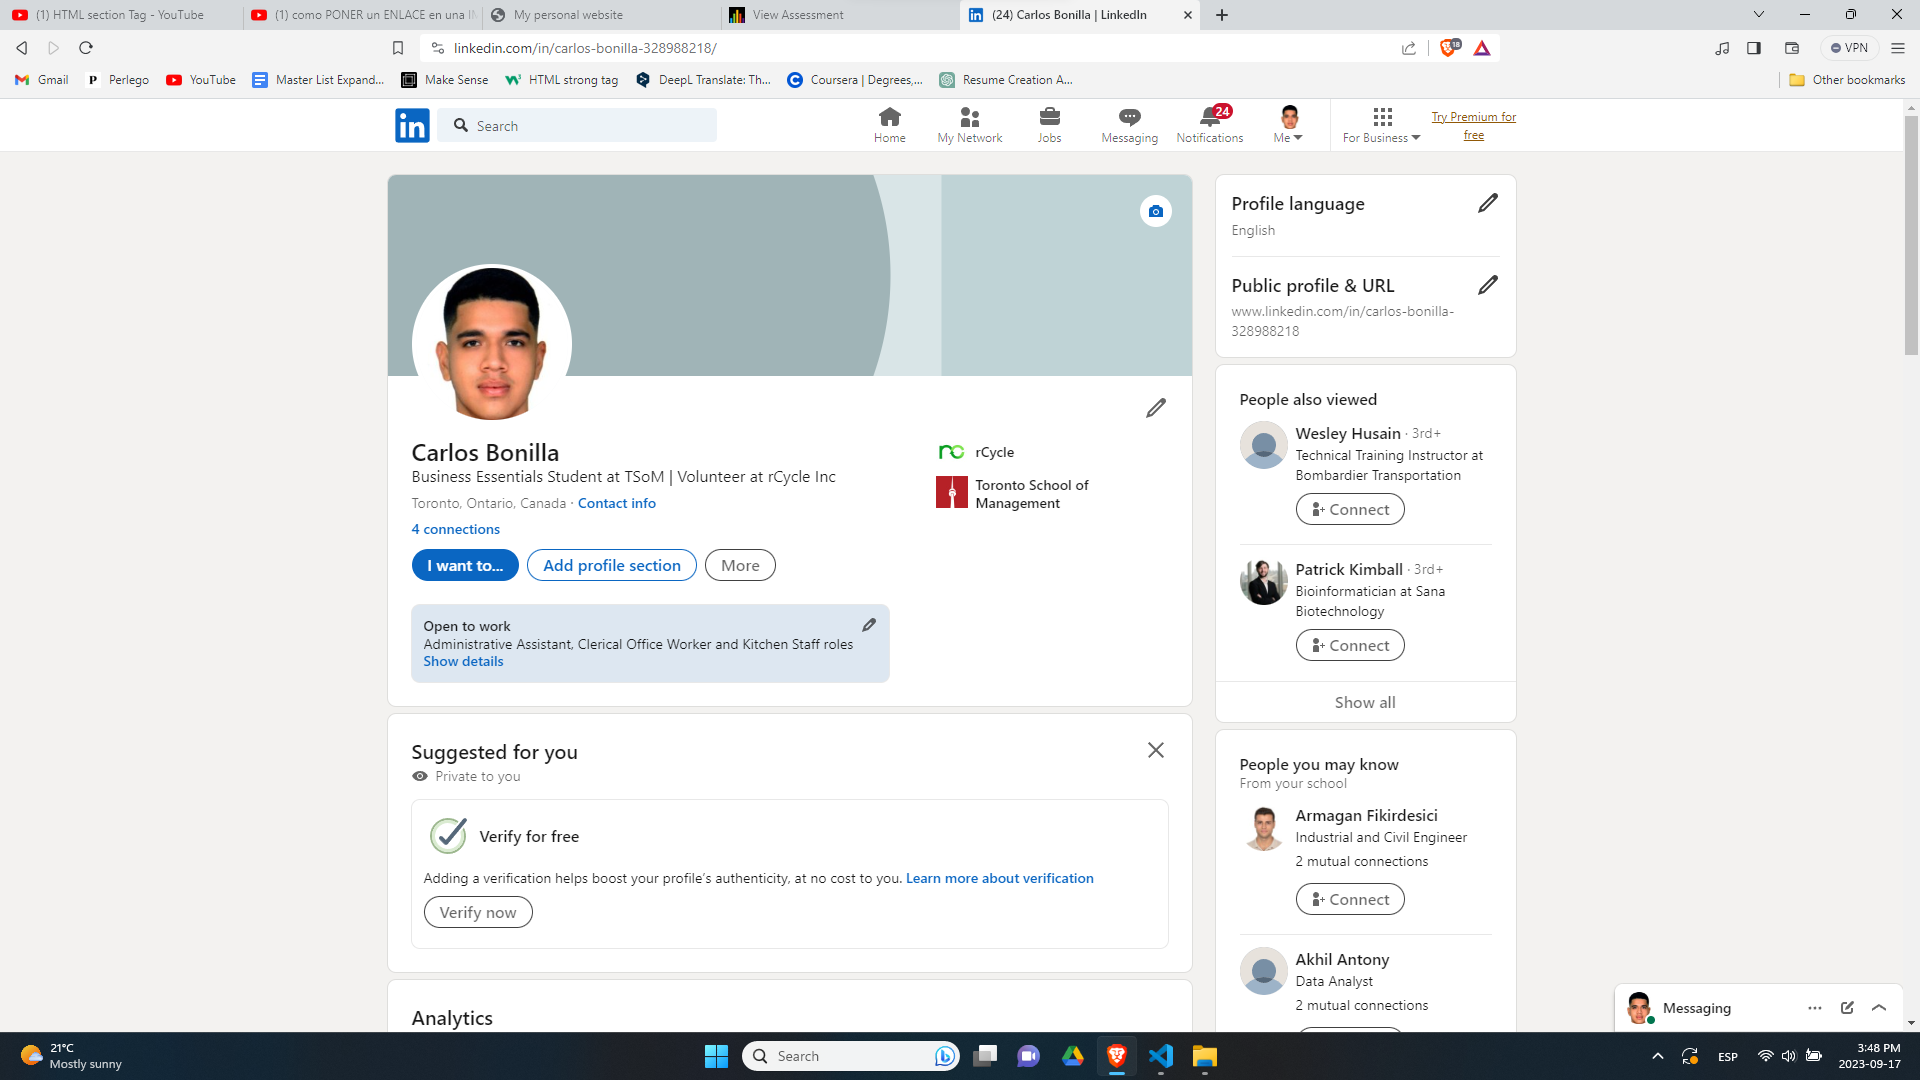 (1) HTML section Tag - YouTube
(1) como PONER un ENLACE en una IM
My personal website
View Assessment
(24) Carlos Bonilla | LinkedIn
linkedin.com/in/carlos-bonilla-328988218/
18
VPN
Gmail
Perlego
YouTube
Master List Expand...
Make Sense
HTML strong tag
DeepL Translate: Th...
Coursera | Degrees,...
Resume Creation A...
Other bookmarks
in
Search
Home
My Network
Jobs
Messaging
24
Notifications
Me
For Business
Try Premium for
free
Carlos Bonilla
Business Essentials Student at TSoM | Volunteer at rCycle Inc
Toronto, Ontario, Canada · Contact info
4 connections
I want to...
Add profile section
More
rCycle
Toronto School of
Management
Open to work
Administrative Assistant, Clerical Office Worker and Kitchen Staff roles
Show details
Suggested for you
Private to you
Verify for free
Adding a verification helps boost your profile's authenticity, at no cost to you. Learn more about verification
Verify now
Analytics
Profile language
English
Public profile & URL
www.linkedin.com/in/carlos-bonilla-
328988218
People also viewed
Wesley Husain · 3rd+
Technical Training Instructor at
Bombardier Transportation
Connect
Patrick Kimball · 3rd+
Bioinformatician at Sana
Biotechnology
Connect
Show all
People you may know
From your school
Armagan Fikirdesici
Industrial and Civil Engineer
2 mutual connections
Connect
Akhil Antony
Data Analyst
2 mutual connections
Messaging
21°C
Mostly sunny
Search
ESP
3:48 PM
2023-09-17